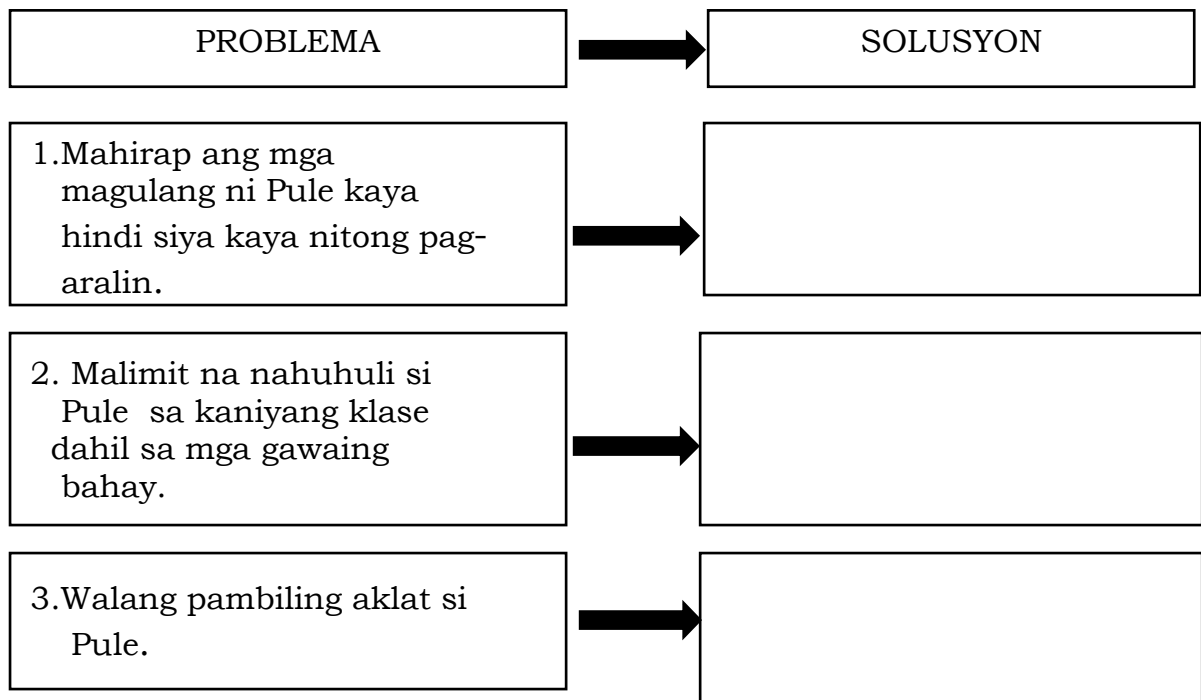 PROBLEMA
SOLUSYON
1.Mahirap ang mga
magulang ni Pule kaya
hindi siya kaya nitong pag-
aralin.
2. Malimit na nahuhuli si
Pule sa kaniyang klase
dahil sa mga gawaing
bahay.
3.Walang pambiling aklat si
Pule.